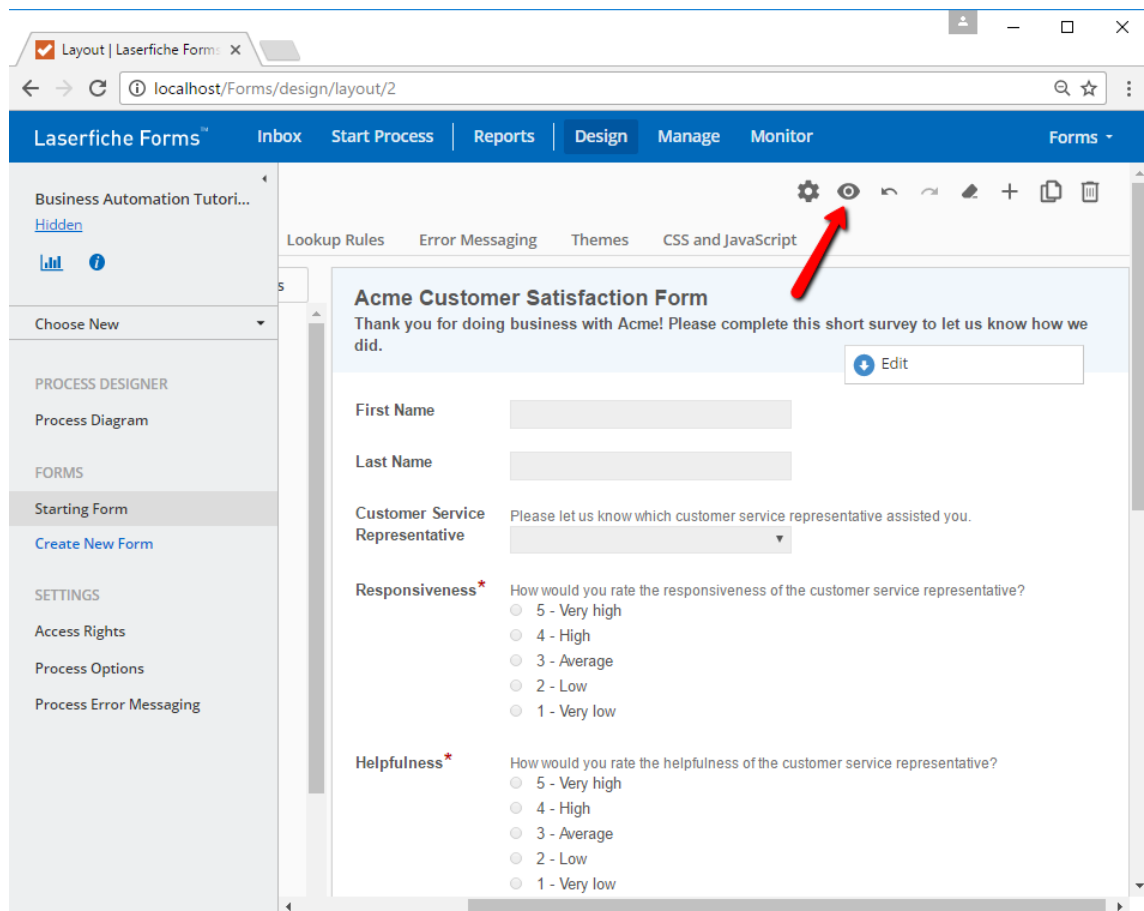 Layout | Laserfiche Forms
localhost/Forms/design/layout/2
Laserfiche Forms™ Inbox Start Process Reports Design Manage Monitor Forms
Business Automation Tutori...
Hidden
Choose New
PROCESS DESIGNER
Process Diagram
FORMS
Starting Form
Create New Form
SETTINGS
Access Rights
Process Options
Process Error Messaging
Lookup Rules Error Messaging Themes CSS and JavaScript
s
Acme Customer Satisfaction Form
Thank you for doing business with Acme! Please complete this short survey to let us know how we
did.
Edit
First Name
Last Name
Customer Service
Representative
Please let us know which customer service representative assisted you.
Responsiveness*
How would you rate the responsiveness of the customer service representative?
5 - Very high
4 - High
3 - Average
2 - Low
1 - Very low
Helpfulness*
How would you rate the helpfulness of the customer service representative?
5 - Very high
4 - High
3 - Average
2 - Low
1 - Very low